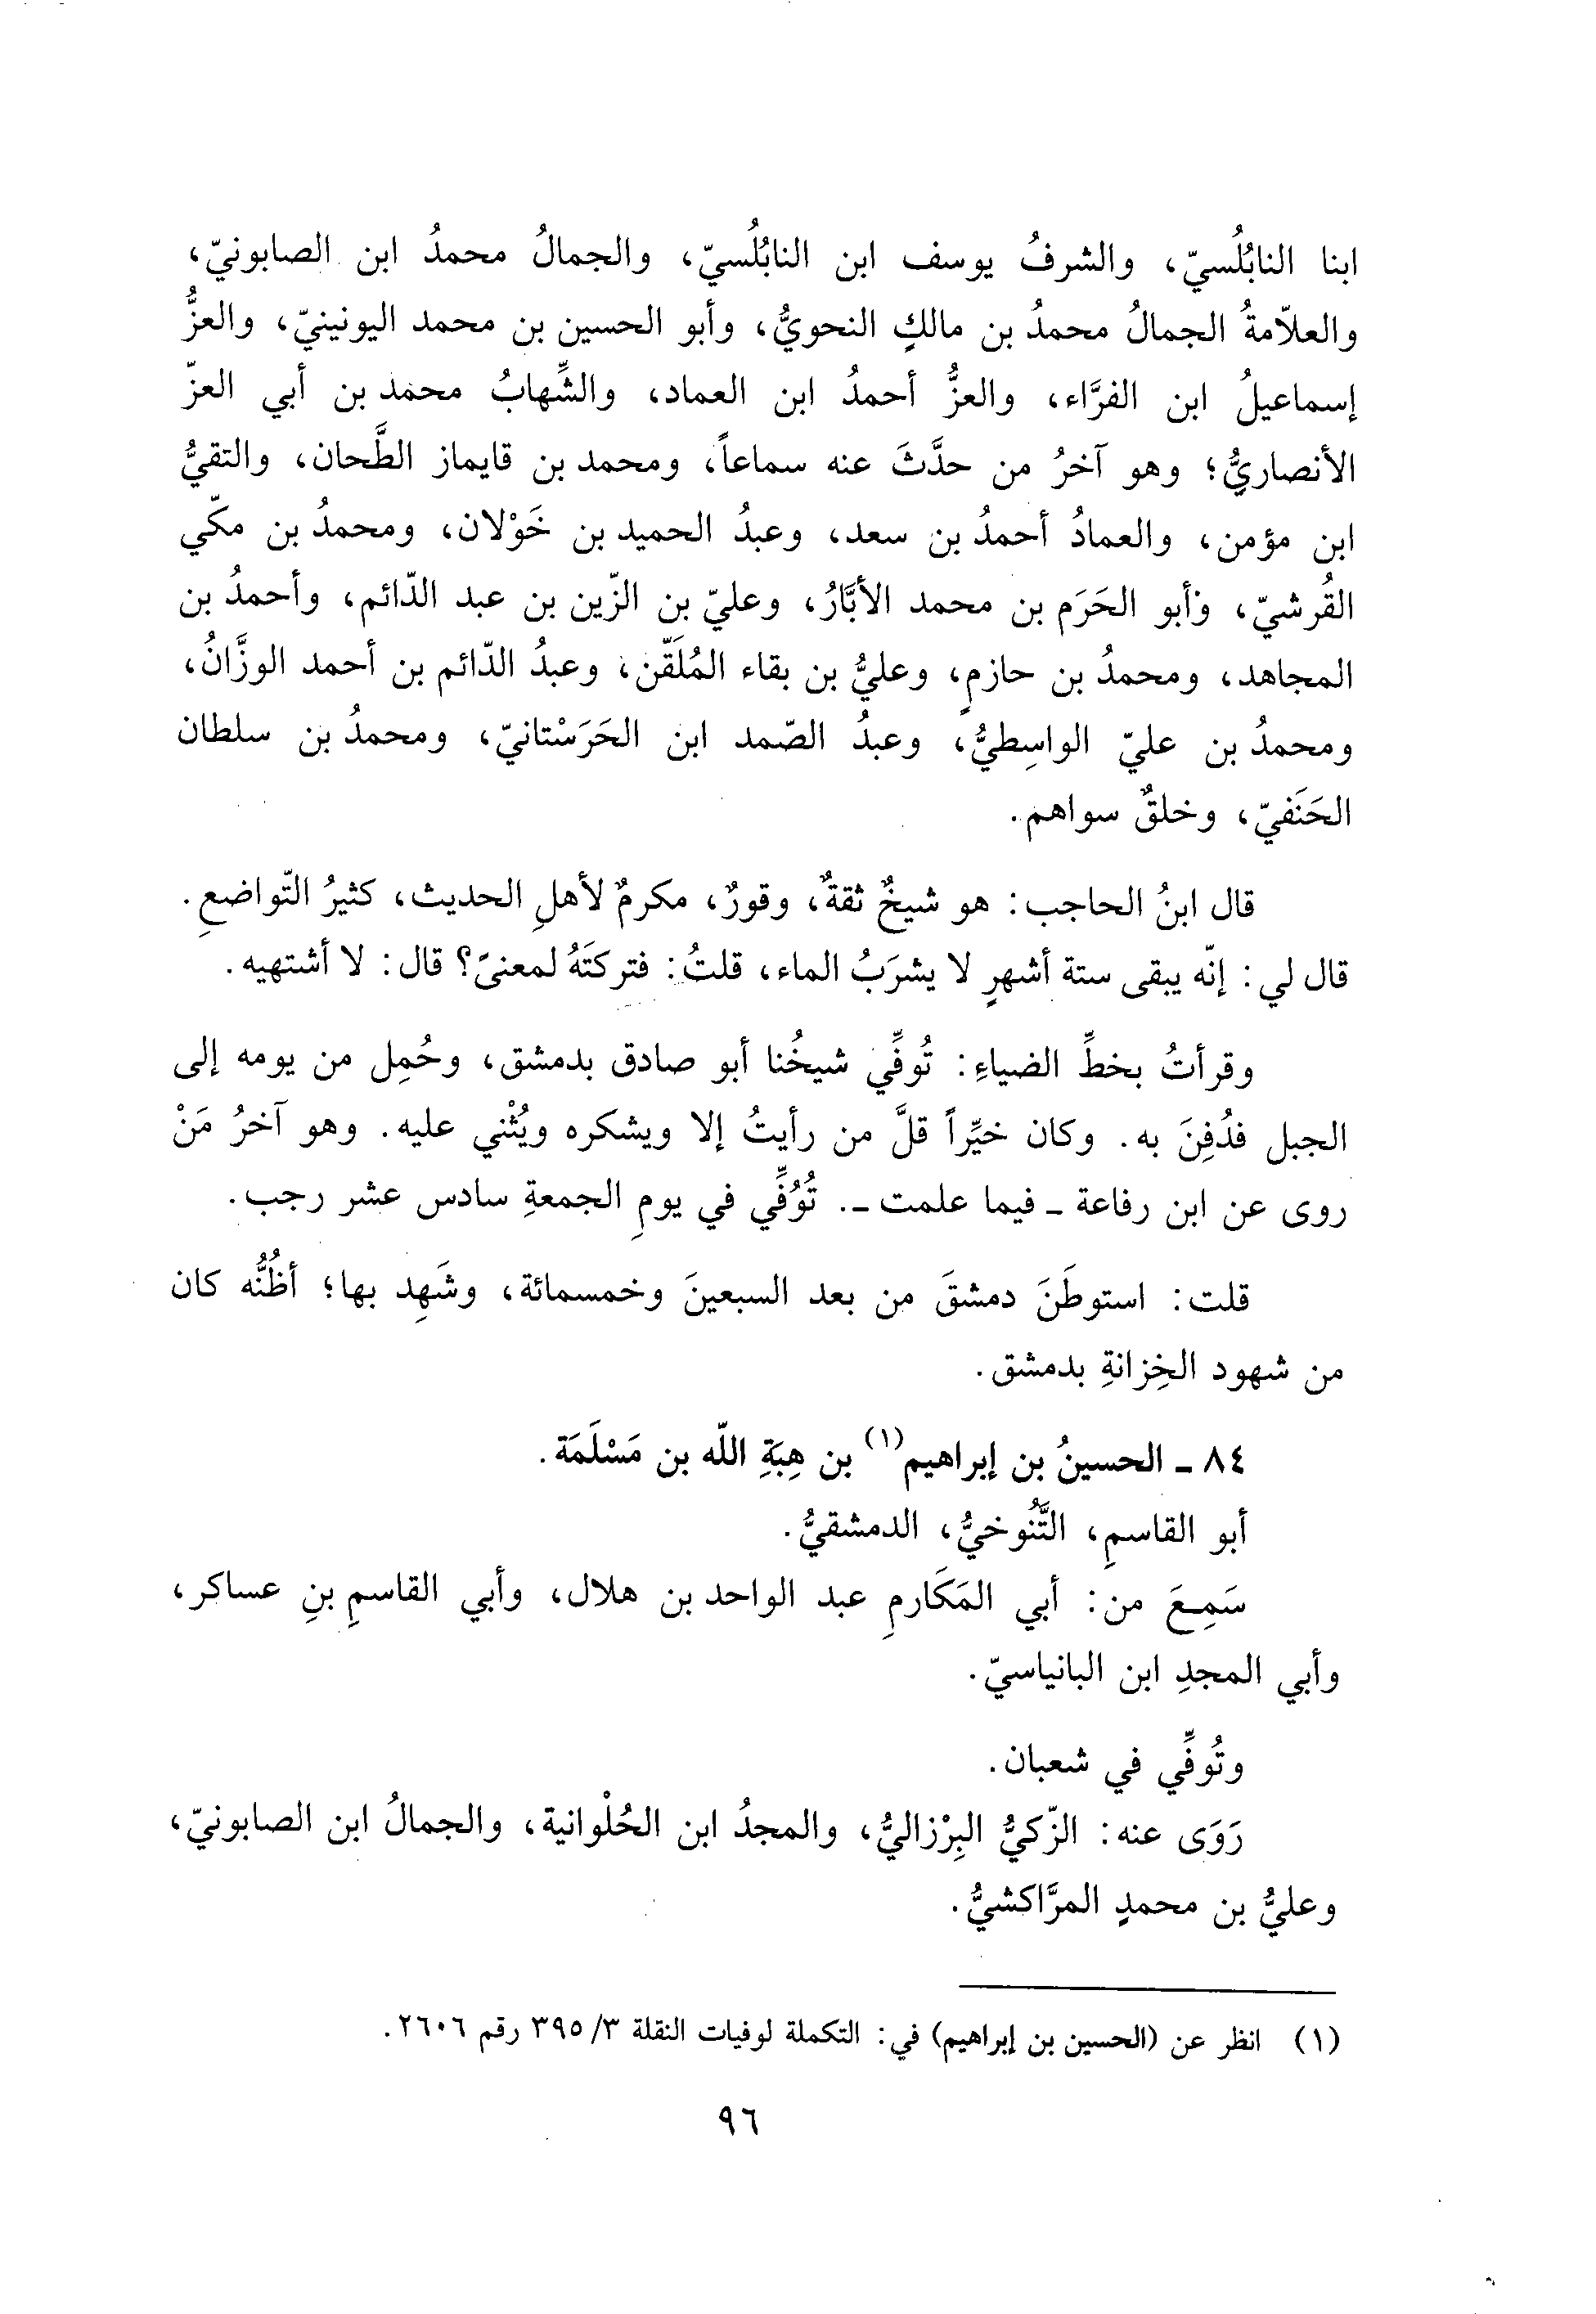 ابنا النابُلُسيّ، والشرفُ يوسف ابن النابُلُسيّ، والجمالُ محمدُ ابن الصابونيّ،
والعلاّمةُ الجمالُ محمدُ بن مالكٍ النحويُّ، وأبو الحسين بن محمد اليونينيّ، والعزُّ
إسماعيلُ ابن الفرَّاء، والعزُّ أحمدُ ابن العماد، والشِّهابُ محمد بن أبي العزّ
الأنصاريُّ؛ وهو آخرُ من حدَّثَ عنه سماعاً، ومحمد بن قايماز الطَّحان، والتقيُّ
ابن مؤمن، والعمادُ أحمدُ بن سعد، وعبدُ الحميد بن خَوْلان، ومحمدُ بن مكّي
القُرشيّ، وأبو الحَرَم بن محمد الأبَّارُ، وعليّ بن الزّين بن عبد الدّائم، وأحمدُ بن
المجاهد، ومحمدُ بن حازمٍ، وعليُّ بن بقاء المُلَقّن، وعبدُ الدّائم بن أحمد الوزَّانُ،
ومحمدُ بن عليّ الواسِطيُّ، وعبدُ الصّمد ابن الحَرَسْتانيّ، ومحمدُ بن سلطان
الحَنَفيّ، وخلقٌ سواهم.
قال ابنُ الحاجب: هو شيخٌ ثقةٌ، وقورٌ، مكرمٌ لأهلِ الحديث، كثيرُ التّواضعِ.
قال لي: إنّه يبقى ستة أشهرٍ لا يشرَبُ الماء، قلتُ: فتركتَهُ لمعنىً؟ قال: لا أشتهيه.
وقرأتُ بخطِّ الضياءِ: تُوفِّي شيخُنا أبو صادق بدمشق، وحُمِل من يومه إلى
الجبل فدُفِنَ به. وكان خيِّراً قلَّ من رأيتُ إلا ويشكره ويُثْني عليه. وهو آخرُ مَنْ
روى عن ابن رفاعة ـ فيما علمت ـ. تُوُفِّي في يومِ الجمعةِ سادس عشر رجب.
قلت: استوطَنَ دمشقَ من بعد السبعينَ وخمسمائة، وشَهِد بها؛ أظُنُّه كان
من شهود الخِزانةِ بدمشق.
٨٤ ـ الحسينُ بن إبراهيم(١) بن هِبَةِ اللّه بن مَسْلَمَة.
أبو القاسمِ، التَّنُوخيُّ، الدمشقيُّ.
سَمِعَ من: أبي المَكَارمِ عبد الواحد بن هلال، وأبي القاسمِ بنِ عساكر،
وأبي المجدِ ابن البانياسيّ.
وتُوفِّي في شعبان.
رَوَى عنه: الزّكيُّ البِرْزاليُّ، والمجدُ ابن الحُلْوانية، والجمالُ ابن الصابونيّ،
وعليُّ بن محمدٍ المرَّاكشيُّ.
(١) انظر عن (الحسين بن إبراهيم) في: التكملة لوفيات النقلة ٣/ ٣٩٥ رقم ٢٦٠٦.
٩٦